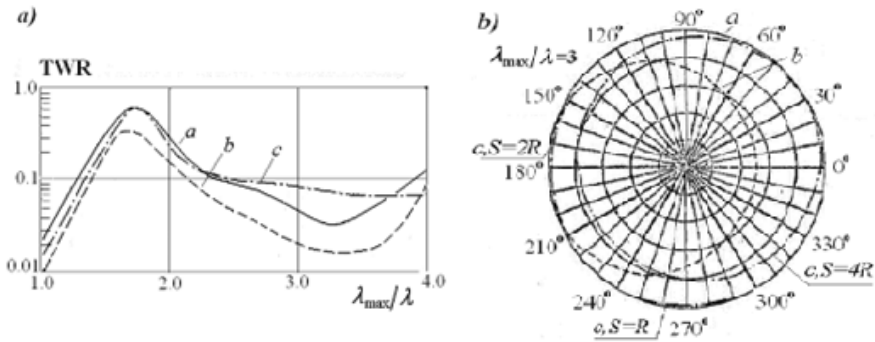 a)
TWR
1.0
0.1
0.01
1.0 2.0 3.0 4.0
λmax/λ
a
b
c
b)
λmax/λ=3
90°
a
60°
b
30°
0°
330°
c,S=4R
300°
270°
c,S=R
240°
210°
180°
c,S=2R
150°
120°